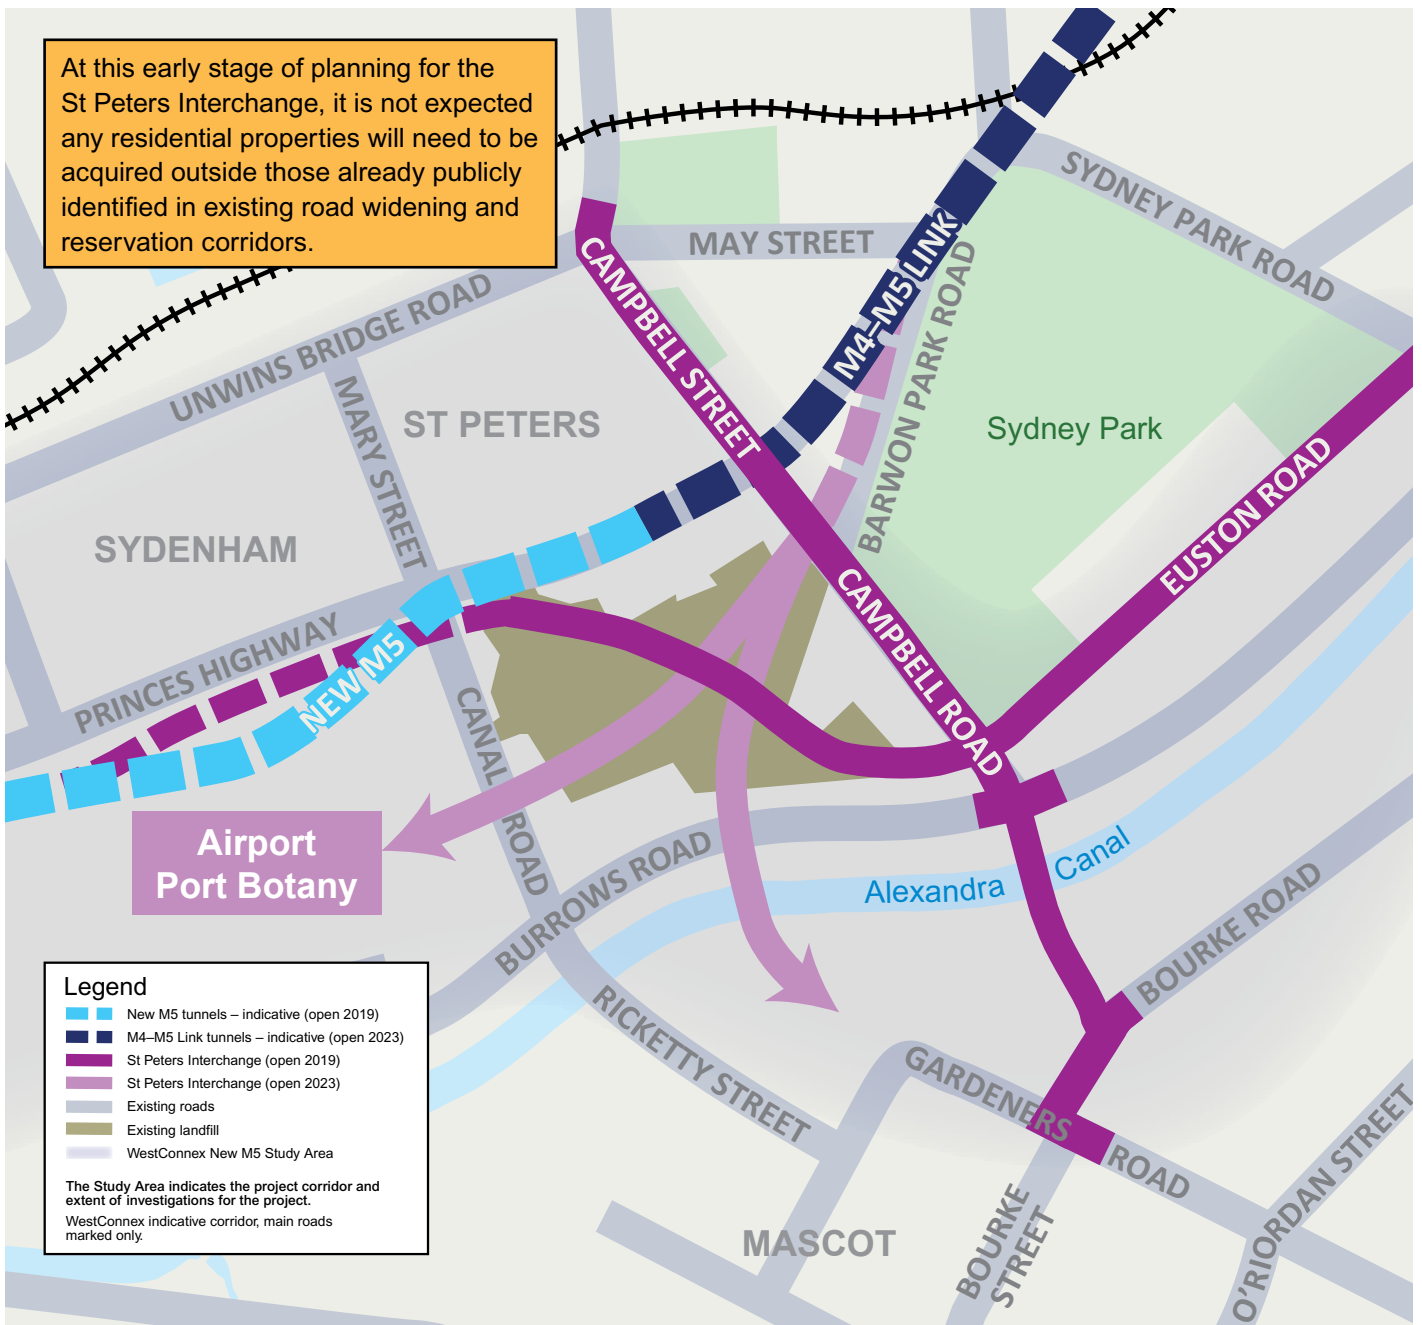 At this early stage of planning for the
St Peters Interchange, it is not expected
any residential properties will need to be
acquired outside those already publicly
identified in existing road widening and
reservation corridors.
SYDNEY PARK ROAD
MAY STREET
M4–M5 LINK
CAMPBELL STREET
UNWINS BRIDGE ROAD
BARWON PARK ROAD
MARY STREET
ST PETERS
Sydney Park
EUSTON ROAD
SYDENHAM
PRINCES HIGHWAY
NEW M5
CAMPBELL ROAD
CANAL ROAD
Airport
Port Botany
BURROWS ROAD
Alexandra Canal
BOURKE ROAD
RICKETTY STREET
GARDENERS ROAD
O'RIORDAN STREET
BOURKE
STREET
MASCOT
Legend
New M5 tunnels – indicative (open 2019)
M4–M5 Link tunnels – indicative (open 2023)
St Peters Interchange (open 2019)
St Peters Interchange (open 2023)
Existing roads
Existing landfill
WestConnex New M5 Study Area
The Study Area indicates the project corridor and
extent of investigations for the project.
WestConnex indicative corridor, main roads
marked only.